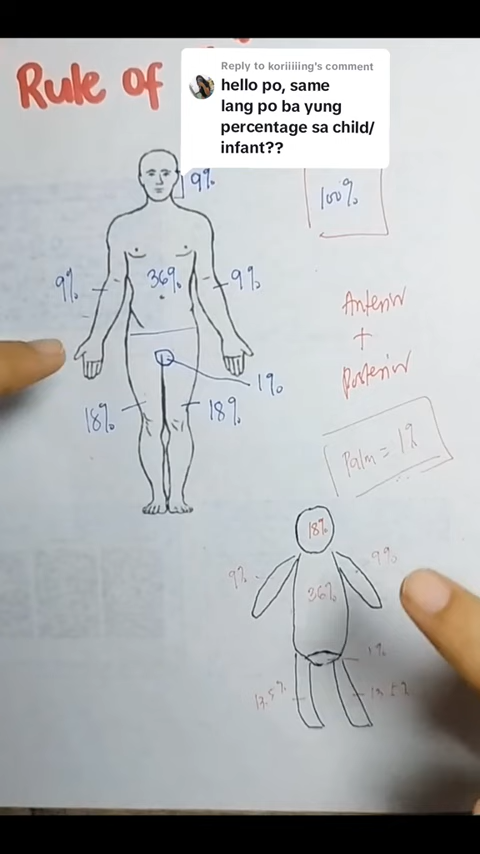 Rule of
Reply to koriiiiing's comment
hello po, same
lang po ba yung
percentage sa child/
infant??
9%
100%
36%
9%
9%
Anterior
+
Posterior
1%
18%
18%
Palm = 1%
18%
9%
9%
36%
1%
13.5%
13.5%